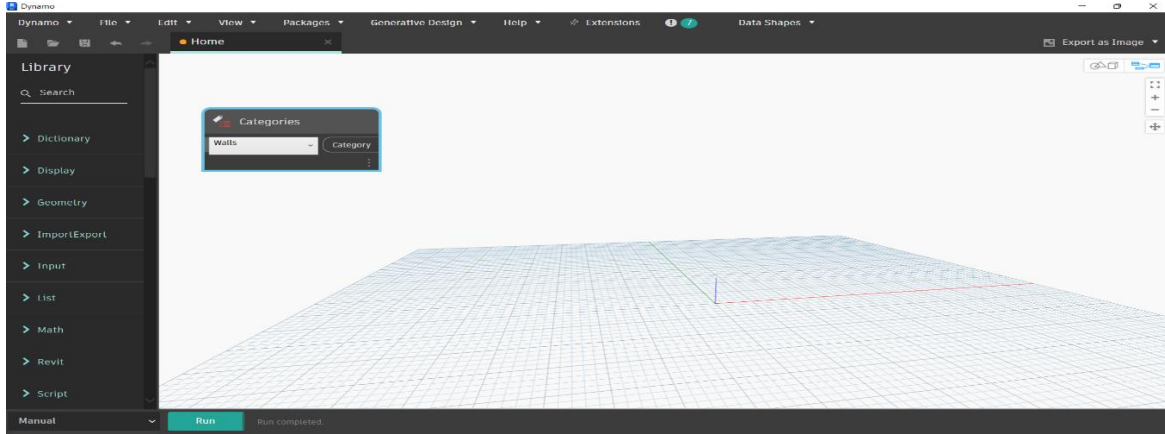 Dynamo
Dynamo File Edit View Packages Generative Design Help Extensions ! 7 Data Shapes
Home × Export as Image
Library
Search
Categories
Walls Category
> Dictionary
> Display
> Geometry
> ImportExport
> Input
> List
> Math
> Revit
> Script
Manual Run Run completed.